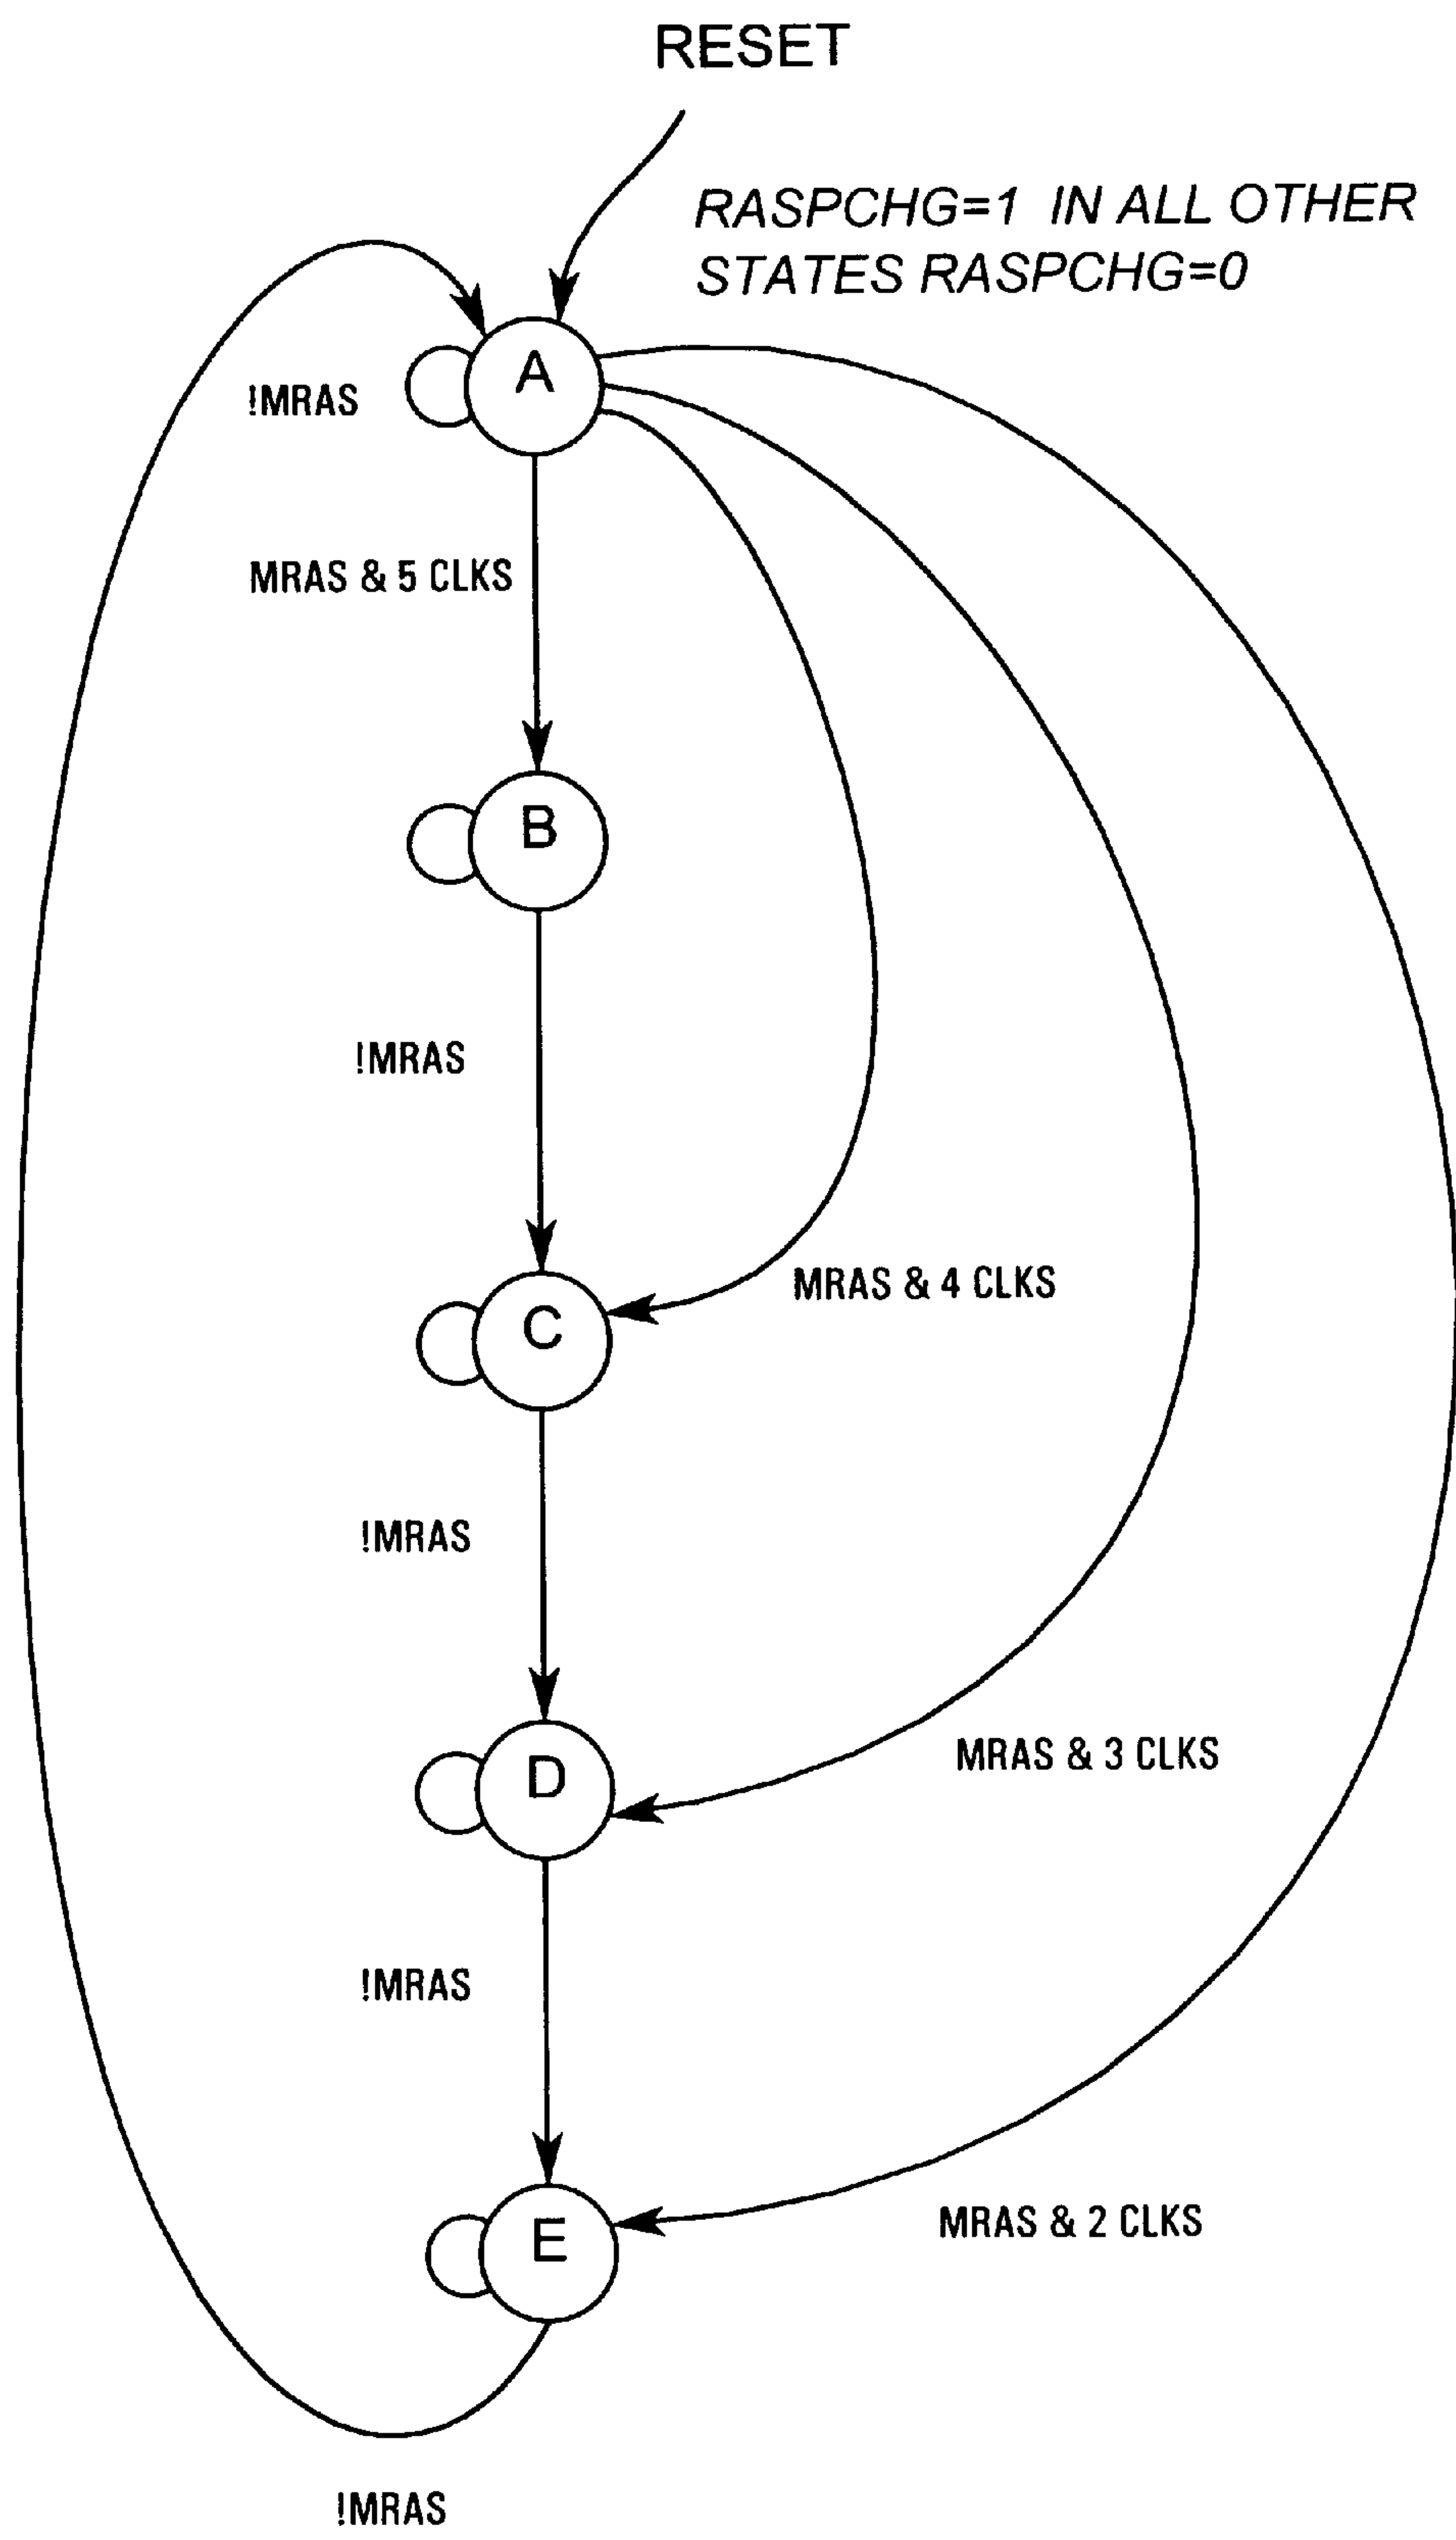 RESET
RASPCHG=1 IN ALL OTHER
STATES RASPCHG=0
A
!MRAS
MRAS & 5 CLKS
B
!MRAS
MRAS & 4 CLKS
C
!MRAS
MRAS & 3 CLKS
D
!MRAS
MRAS & 2 CLKS
E
!MRAS